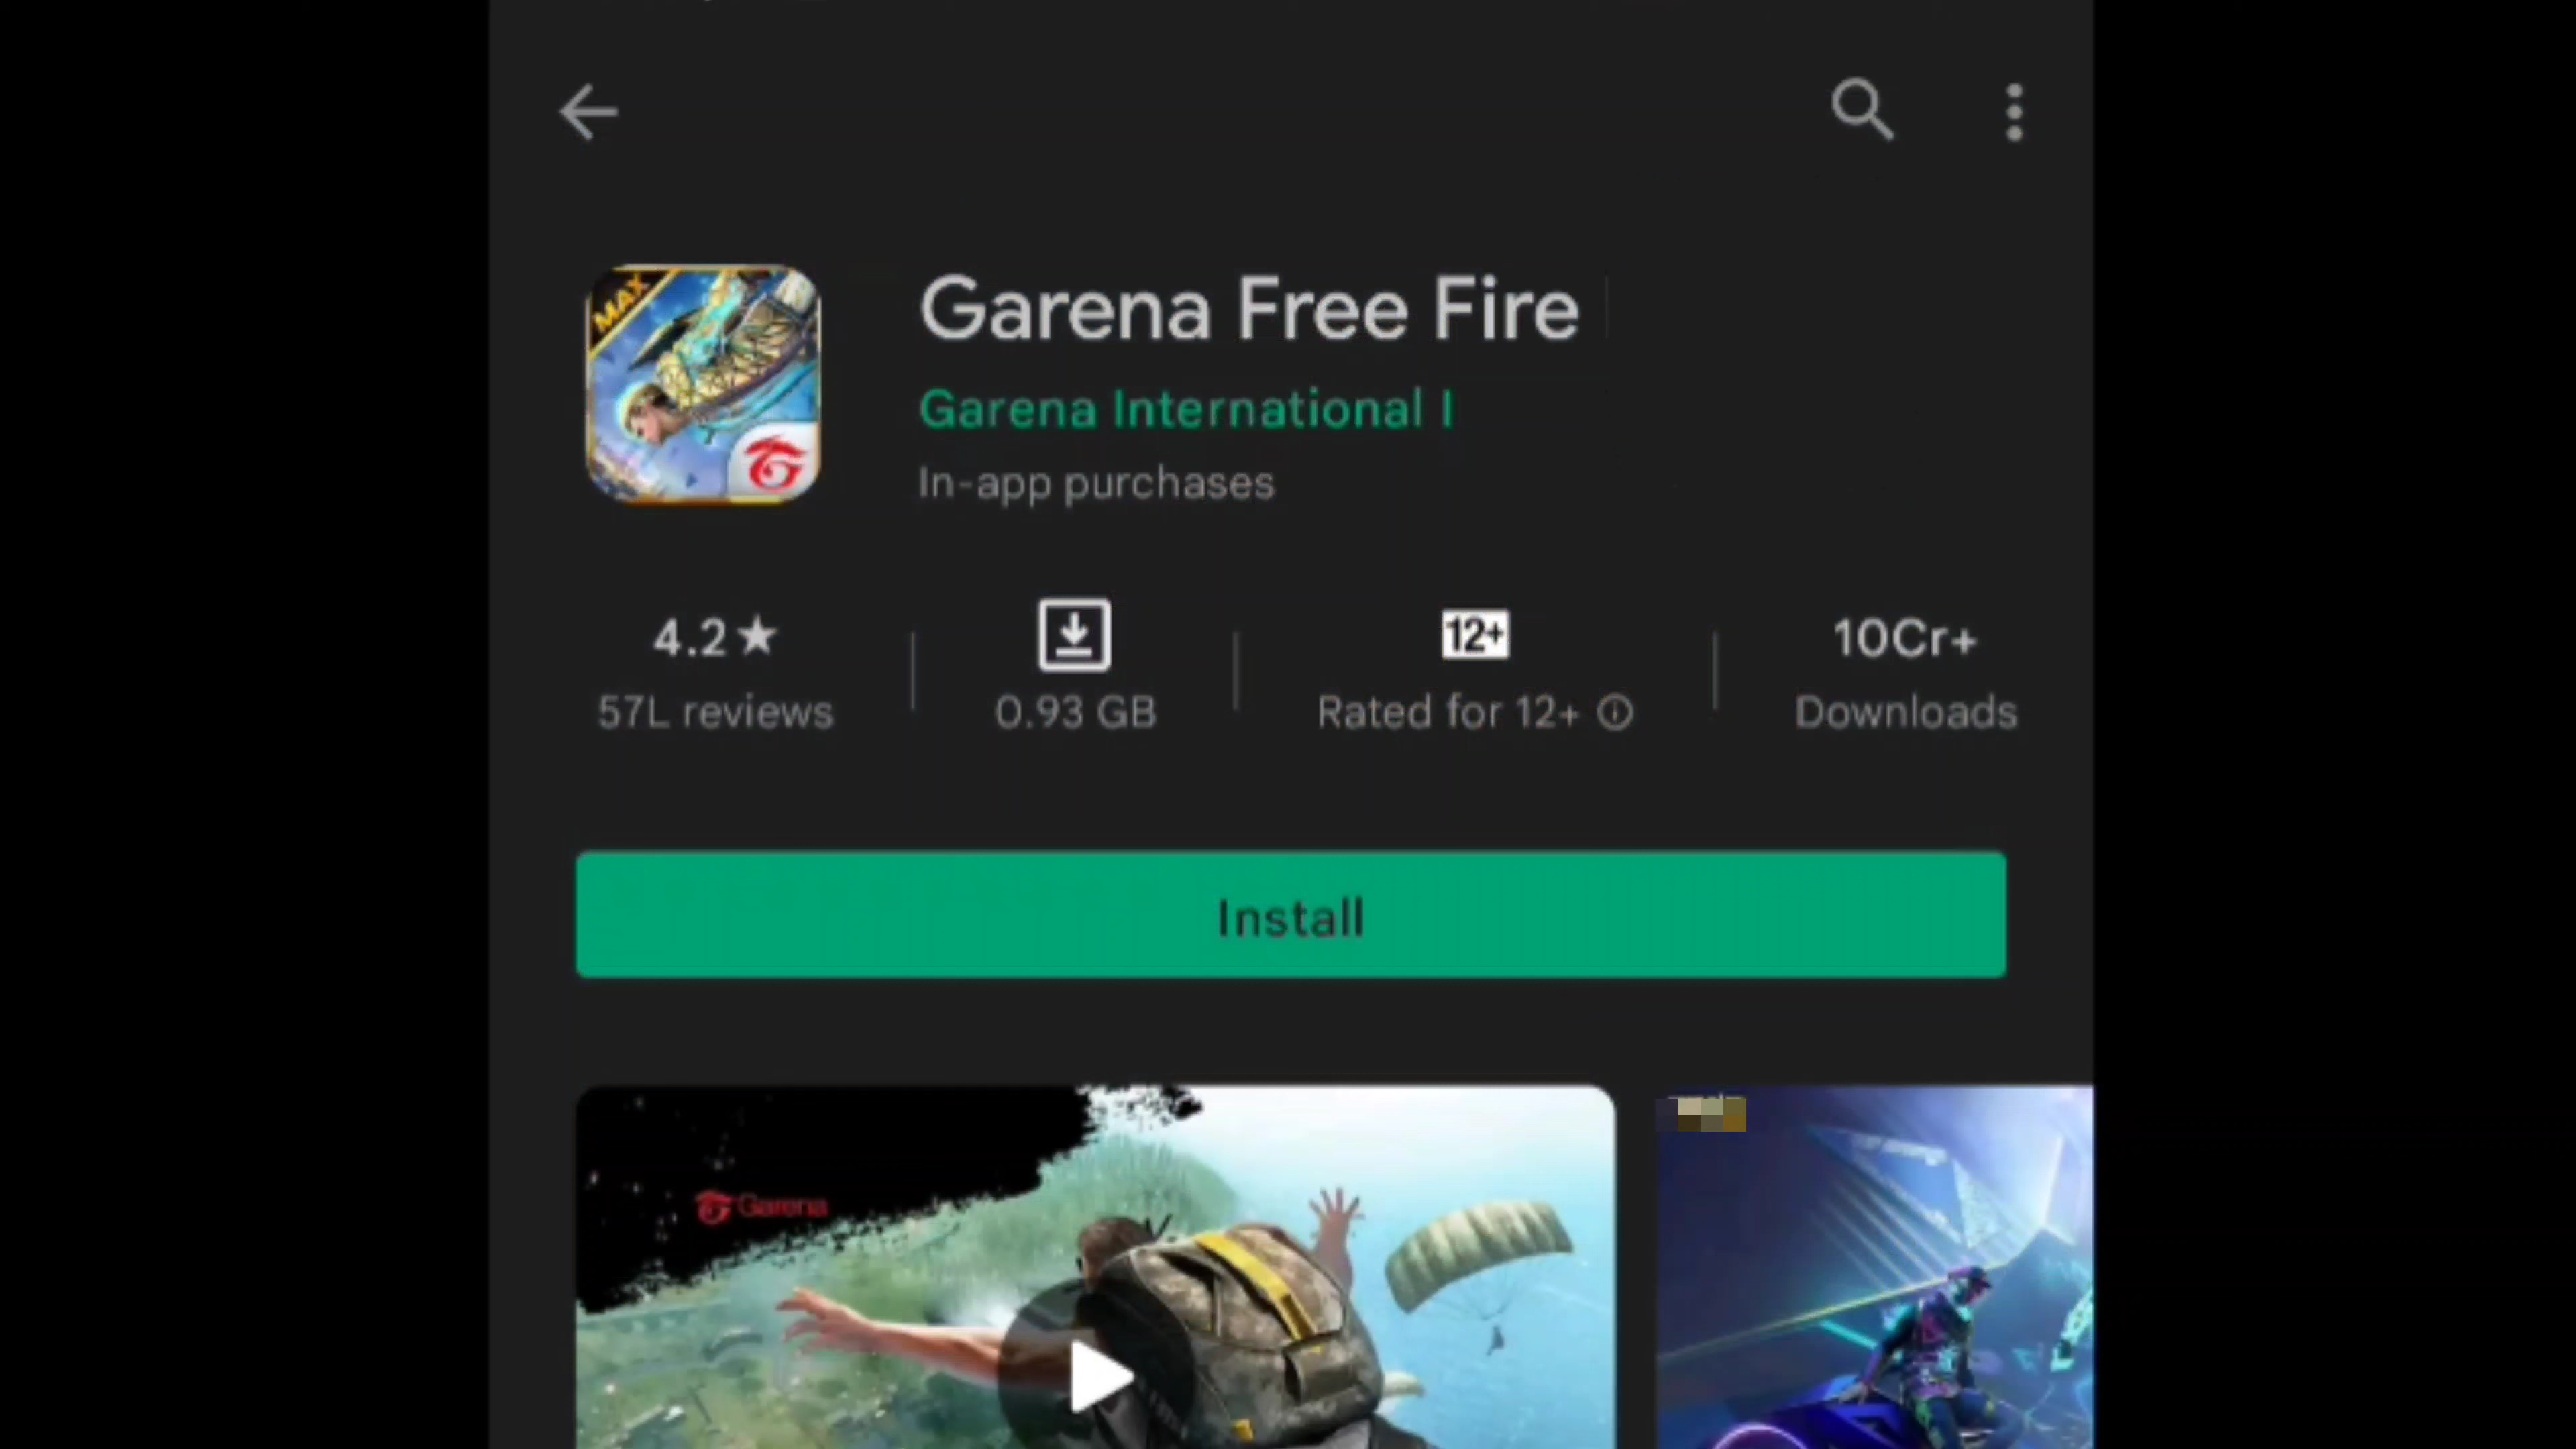 MAX
Garena Free Fire
Garena International I
In-app purchases
4.2★
57L reviews
0.93 GB
12+
Rated for 12+
10Cr+
Downloads
Install
Garena